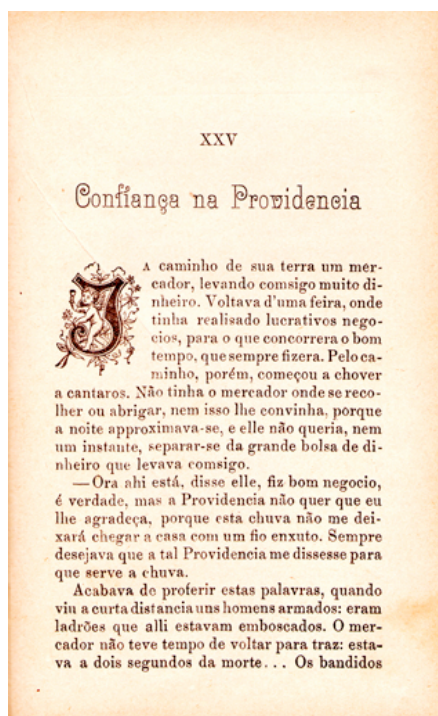 XXV
Confiança na Providencia
JA caminho de sua terra um mer-
cador, levando comsigo muito di-
nheiro. Voltava d'uma feira, onde
tinha realisado lucrativos nego-
cios, para o que concorrera o bom
tempo, que sempre fizera. Pelo ca-
minho, porém, começou a chover
a cantaros. Não tinha o mercador onde se reco-
lher ou abrigar, nem isso lhe convinha, porque
a noite approximava-se, e elle não queria, nem
um instante, separar-se da grande bolsa de di-
nheiro que levava comsigo.
—Ora ahi está, disse elle, fiz bom negocio,
é verdade, mas a Providencia não quer que eu
lhe agradeça, porque esta chuva não me dei-
xará chegar a casa com um fio enxuto. Sempre
desejava que a tal Providencia me dissesse para
que serve a chuva.
Acabava de proferir estas palavras, quando
viu a curta distancia uns homens armados: eram
ladrões que alli estavam emboscados. O mer-
cador não teve tempo de voltar para traz: esta-
va a dois segundos da morte... Os bandidos